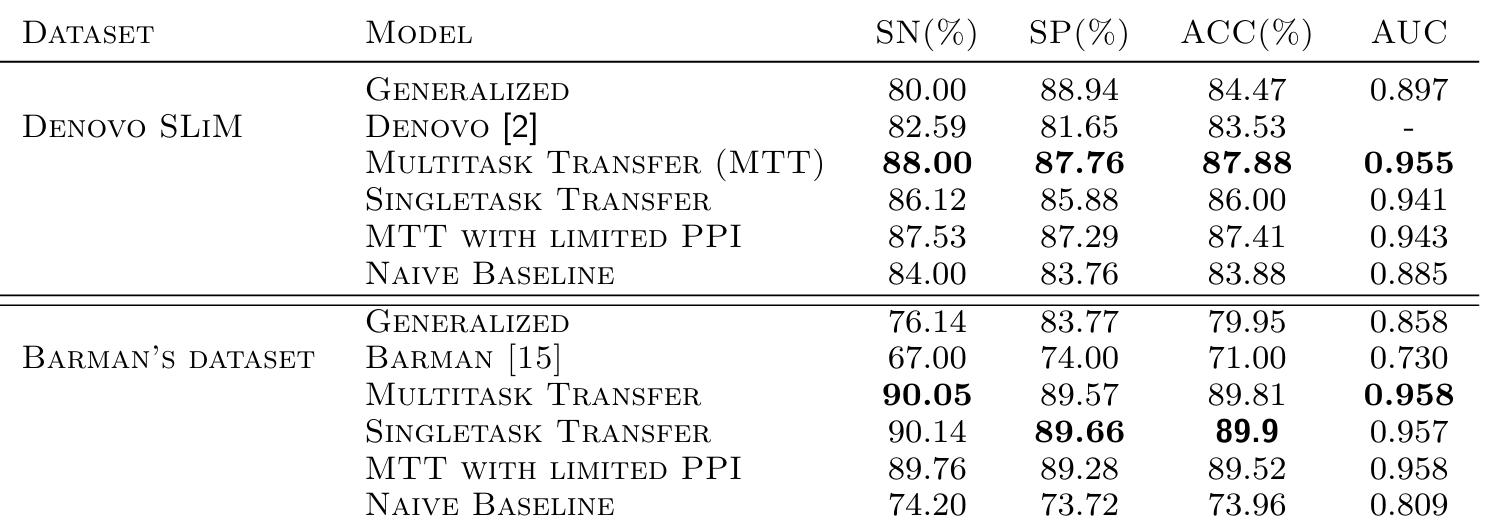 DATASET MODEL SN(%) SP(%) ACC(%) AUC
GENERALIZED 80.00 88.94 84.47 0.897
DENOVO SLIM DENOVO [2] 82.59 81.65 83.53 -
MULTITASK TRANSFER (MTT) 88.00 87.76 87.88 0.955
SINGLETASK TRANSFER 86.12 85.88 86.00 0.941
MTT WITH LIMITED PPI 87.53 87.29 87.41 0.943
NAIVE BASELINE 84.00 83.76 83.88 0.885
GENERALIZED 76.14 83.77 79.95 0.858
BARMAN'S DATASET BARMAN [15] 67.00 74.00 71.00 0.730
MULTITASK TRANSFER 90.05 89.57 89.81 0.958
SINGLETASK TRANSFER 90.14 89.66 89.9 0.957
MTT WITH LIMITED PPI 89.76 89.28 89.52 0.958
NAIVE BASELINE 74.20 73.72 73.96 0.809